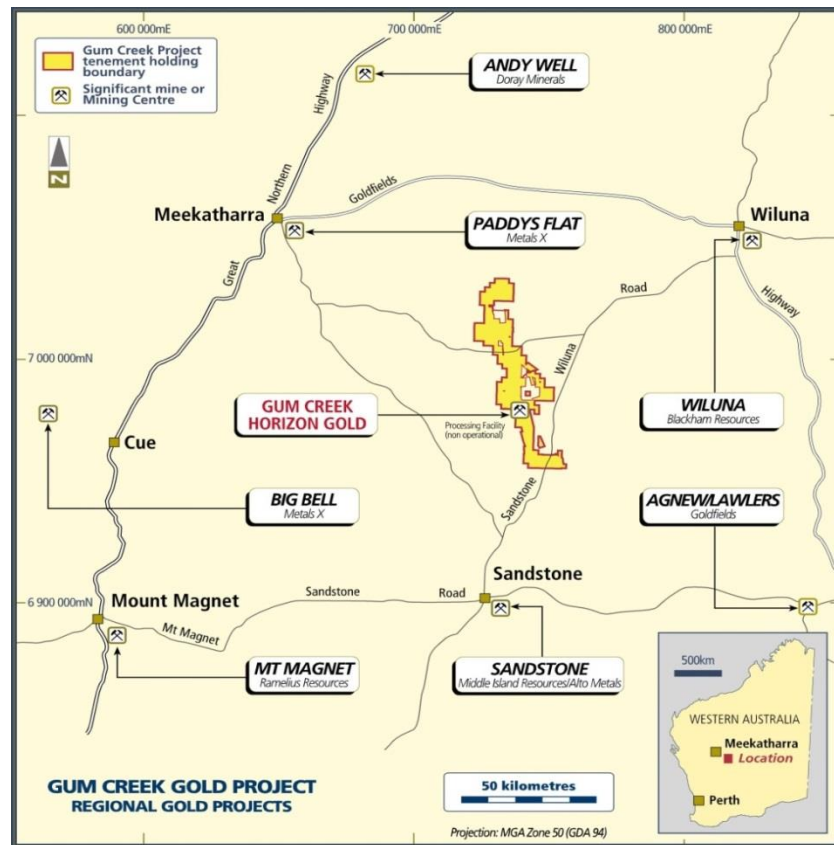 600 000mE
700 000mE
800 000mE
Gum Creek Project
tenement holding
boundary
Significant mine or
Mining Centre
N
ANDY WELL
Doray Minerals
Highway
Northern
Great
Goldfields
Highway
Meekatharra
PADDYS FLAT
Metals X
Wiluna
Road
Wiluna
Sandstone
7 000 000mN
GUM CREEK
HORIZON GOLD
Processing Facility
(non operational)
WILUNA
Blackham Resources
Cue
BIG BELL
Metals X
AGNEW/LAWLERS
Goldfields
Sandstone
6 900 000mN
Mount Magnet
Sandstone
Road
Mt Magnet
MT MAGNET
Ramelius Resources
SANDSTONE
Middle Island Resources/Alto Metals
500km
WESTERN AUSTRALIA
Meekatharra
Location
Perth
GUM CREEK GOLD PROJECT
REGIONAL GOLD PROJECTS
50 kilometres
Projection: MGA Zone 50 (GDA 94)